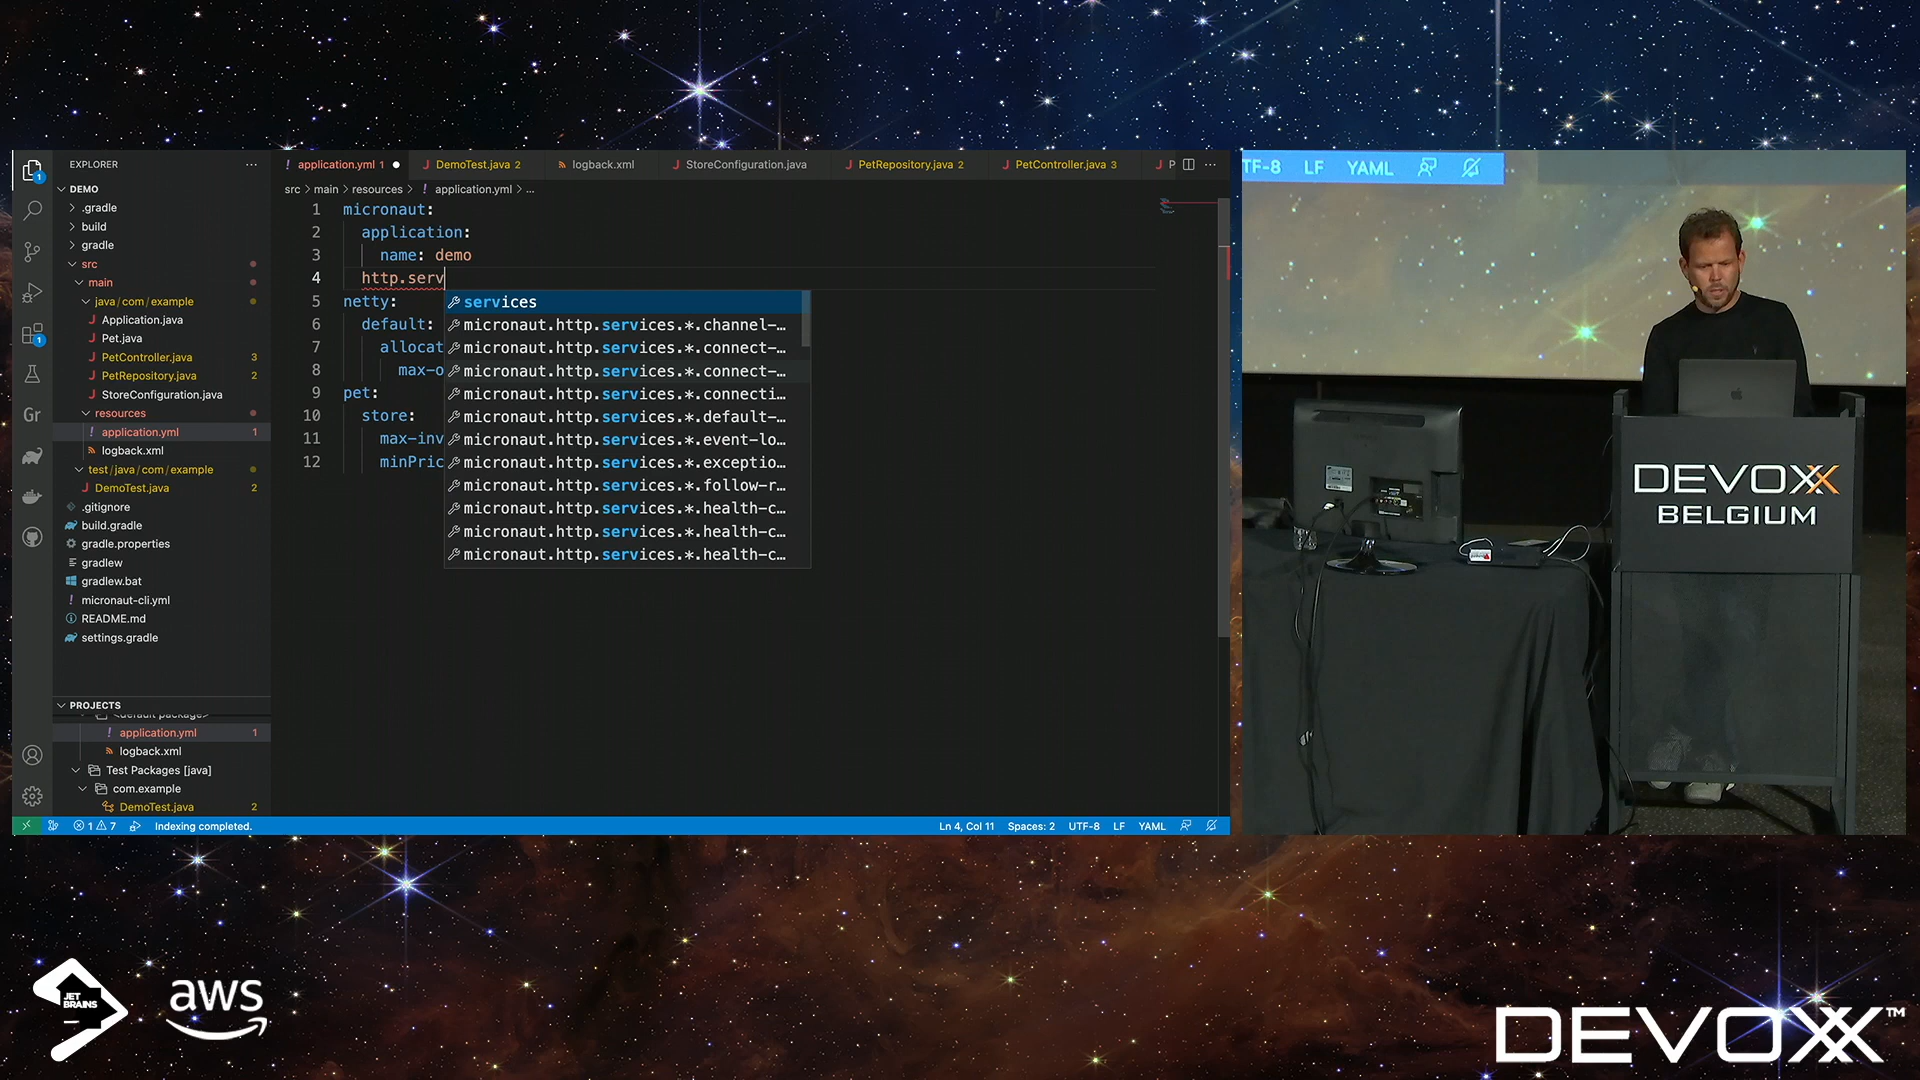 EXPLORER
DEMO
.gradle
build
gradle
src
main
java/com/example
Application.java
Pet.java
PetController.java 3
PetRepository.java 2
StoreConfiguration.java
resources
application.yml 1
logback.xml
test/java/com/example
DemoTest.java 2
.gitignore
build.gradle
gradle.properties
gradlew
gradlew.bat
micronaut-cli.yml
README.md
settings.gradle
PROJECTS
<default package>
application.yml 1
logback.xml
Test Packages [java]
com.example
DemoTest.java 2
1
1
Gr
application.yml 1
DemoTest.java 2
logback.xml
StoreConfiguration.java
PetRepository.java 2
PetController.java 3
P
src > main > resources > ! application.yml > ...
1 micronaut:
2 application:
3 name: demo
4 http.serv
5 netty:
6 default:
7 allocat
8 max-o
9 pet:
10 store:
11 max-inv
12 minPric
services
micronaut.http.services.*.channel-…
micronaut.http.services.*.connect-…
micronaut.http.services.*.connect-…
micronaut.http.services.*.connecti…
micronaut.http.services.*.default-…
micronaut.http.services.*.event-lo…
micronaut.http.services.*.exceptio…
micronaut.http.services.*.follow-r…
micronaut.http.services.*.health-c…
micronaut.http.services.*.health-c…
micronaut.http.services.*.health-c…
1 7 Indexing completed.
Ln 4, Col 11 Spaces: 2 UTF-8 LF YAML
TF-8 LF YAML
DEVOXX
BELGIUM
JET
BRAINS
aws
DEVOXX™